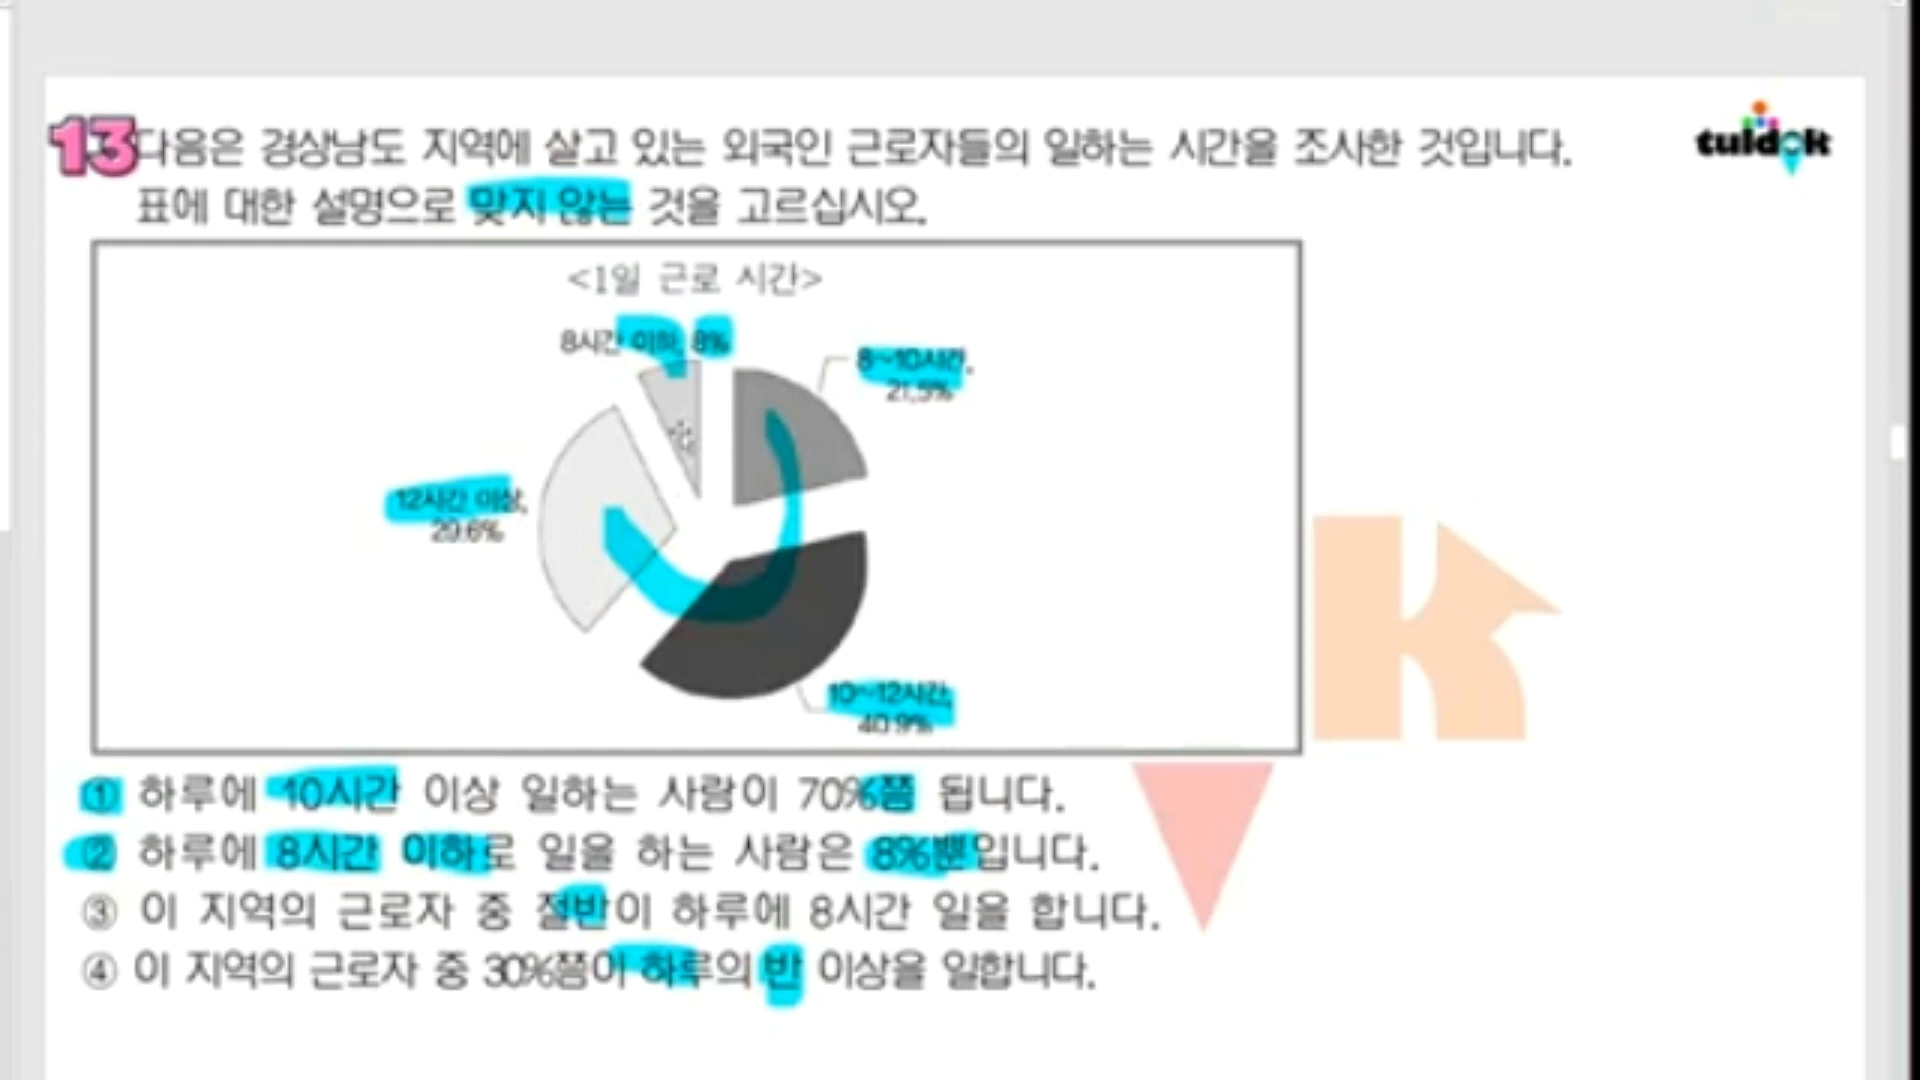 13 다음은 경상남도 지역에 살고 있는 외국인 근로자들의 일하는 시간을 조사한 것입니다.
표에 대한 설명으로 맞지 않는 것을 고르십시오.
tuidok
<1일 근로 시간>
8시간 이하, 8%
8~10시간,
21.5%
12시간 이상,
29.6%
10~12시간,
40.9%
① 하루에 10시간 이상 일하는 사람이 70%쯤 됩니다.
② 하루에 8시간 이하로 일을 하는 사람은 8%뿐입니다.
③ 이 지역의 근로자 중 절반이 하루에 8시간 일을 합니다.
④ 이 지역의 근로자 중 30%쯤이 하루의 반 이상을 일합니다.
K